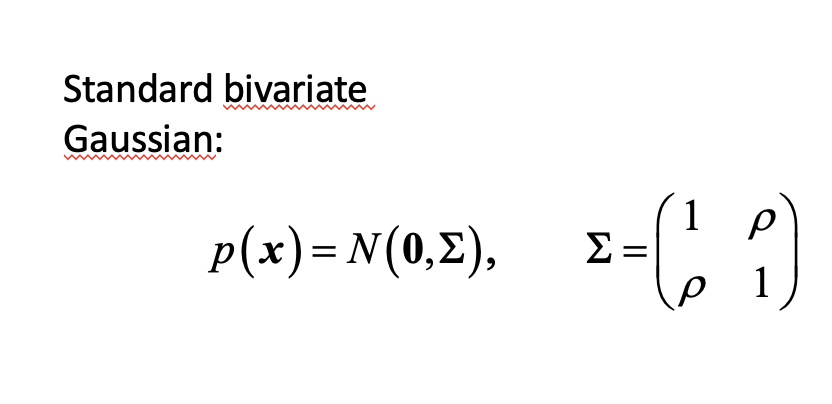 Standard bivariate
Gaussian:
p(x) = N(0,Σ), Σ = (1 ρ
ρ 1)